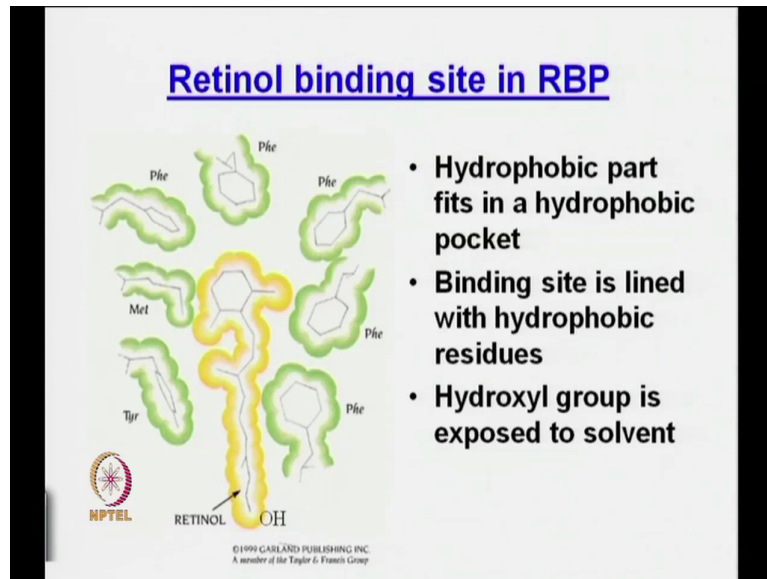 Retinol binding site in RBP
Phe
Phe
Phe
Met
Phe
Tyr
Phe
RETINOL
OH
©1999 GARLAND PUBLISHING INC.
A member of the Taylor & Francis Group
NPTEL
• Hydrophobic part
fits in a hydrophobic
pocket
• Binding site is lined
with hydrophobic
residues
• Hydroxyl group is
exposed to solvent